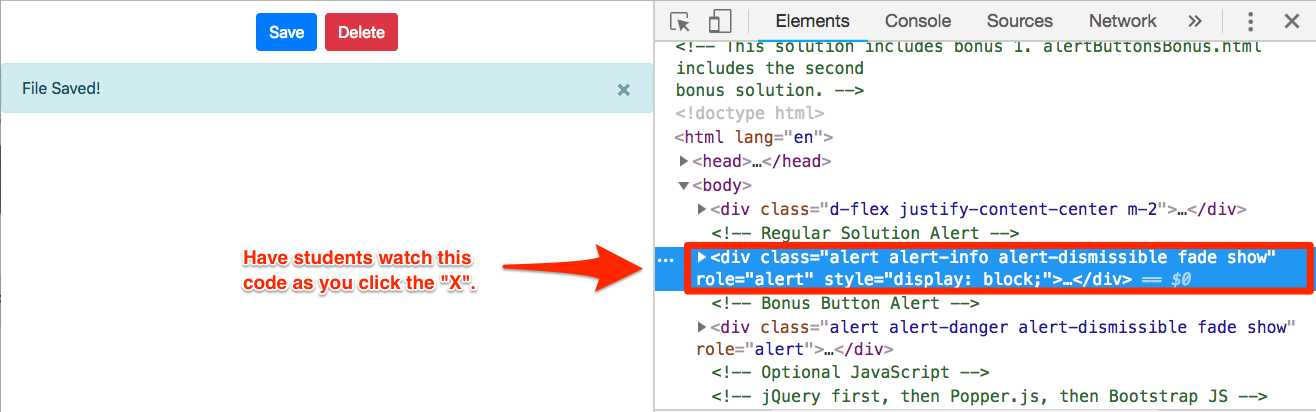 Save Delete
File Saved! ×
Have students watch this
code as you click the "X".
Elements Console Sources Network »
<!-- This solution includes bonus 1. alertButtonsBonus.html
includes the second
bonus solution. -->
<!doctype html>
<html lang="en">
▶<head>…</head>
▼<body>
▶<div class="d-flex justify-content-center m-2">…</div>
<!-- Regular Solution Alert -->
… ▶<div class="alert alert-info alert-dismissible fade show"
role="alert" style="display: block;">…</div> == $0
<!-- Bonus Button Alert -->
▶<div class="alert alert-danger alert-dismissible fade show"
role="alert">…</div>
<!-- Optional JavaScript -->
<!-- jQuery first, then Popper.js, then Bootstrap JS -->